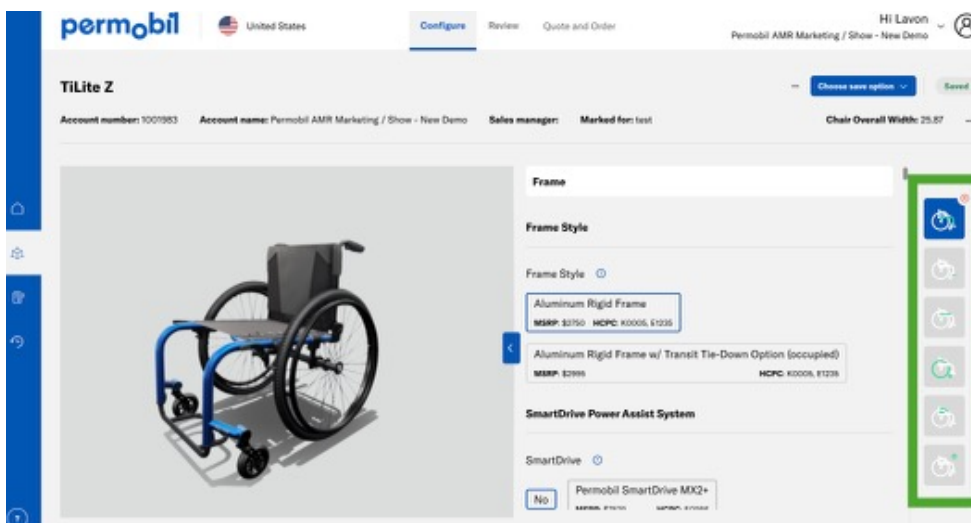 permobil
United States
Configure
Review
Quote and Order
Hi Lavon
Permobil AMR Marketing / Show - New Demo
TiLite Z
Choose save option
Saved
Account number: 1001983
Account name: Permobil AMR Marketing / Show - New Demo
Sales manager:
Marked for: test
Chair Overall Width: 25.87
Frame
Frame Style
Frame Style
Aluminum Rigid Frame
MSRP: $2750 HCPC: K0005, E1235
Aluminum Rigid Frame w/ Transit Tie-Down Option (occupied)
MSRP: $2995 HCPC: K0005, E1235
SmartDrive Power Assist System
SmartDrive
No
Permobil SmartDrive MX2+